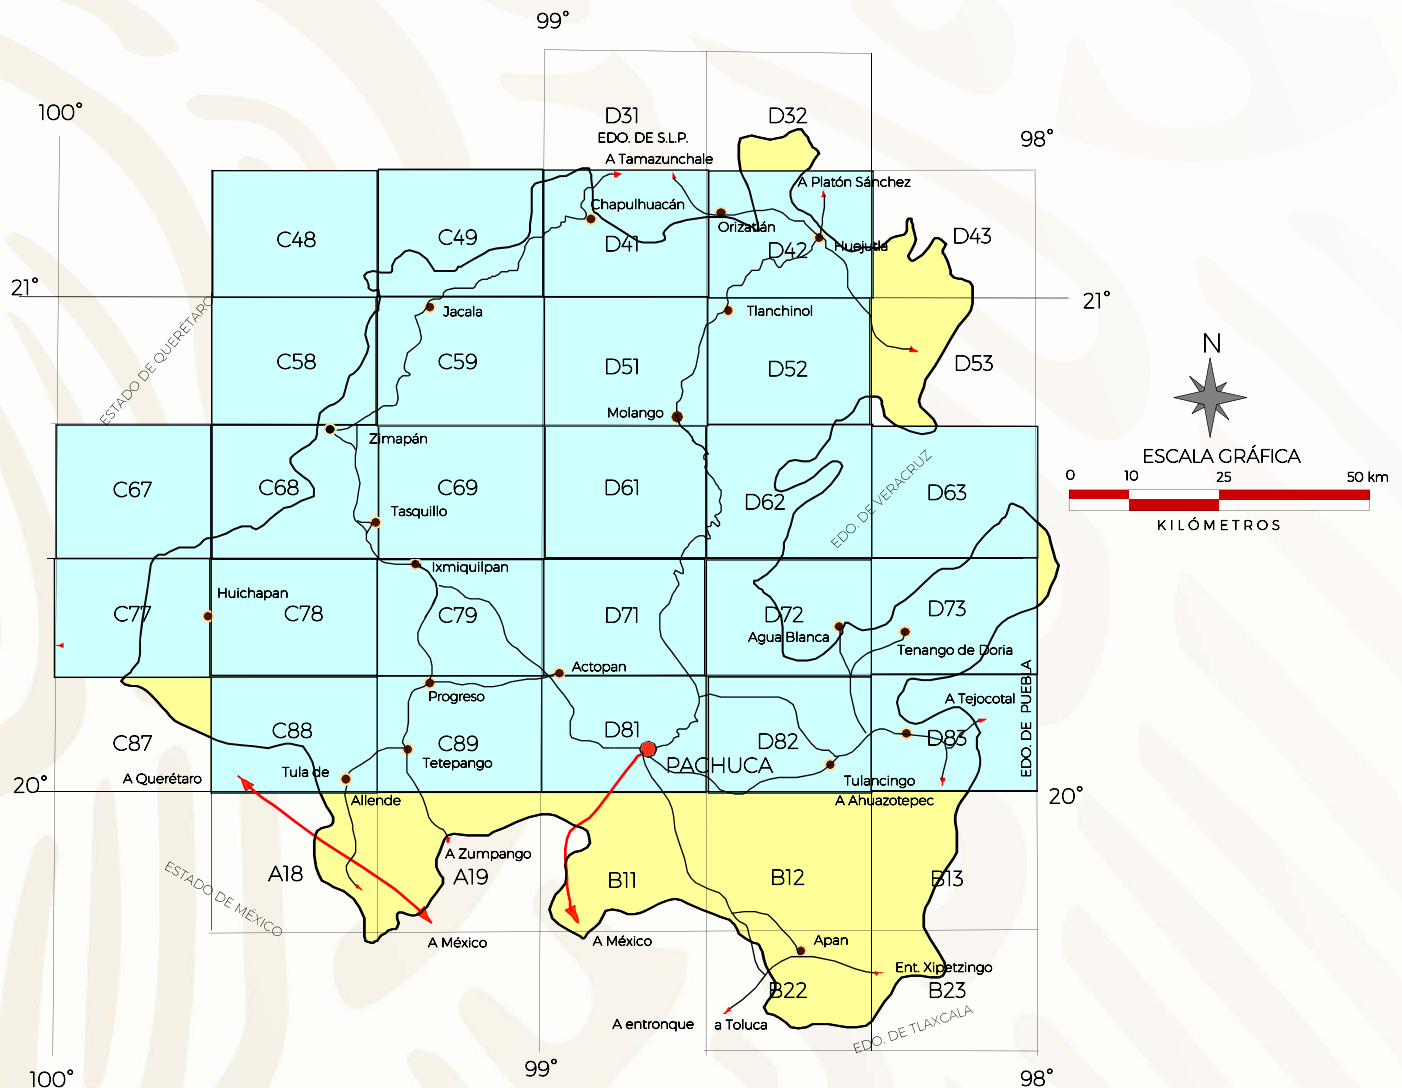 99°
100°
D31
D32
EDO. DE S.L.P.
98°
A Tamazunchale
A Platón Sánchez
Chapulhuacán
Orizatlán
C48
C49
D41
D42
Huejutla
D43
21°
21°
Jacala
Tlanchinol
ESTADO DE QUERÉTARO
C58
C59
D51
D52
D53
N
Molango
Zimapán
ESCALA GRÁFICA
0
10
25
50 km
KILÓMETROS
C67
C68
C69
D61
D62
D63
EDO. DE VERACRUZ
Tasquillo
Ixmiquilpan
Huichapan
C77
C78
C79
D71
D72
D73
Agua Blanca
Tenango de Doria
Actopan
Progreso
EDO. DE PUEBLA
A Tejocotal
C87
C88
C89
D81
D82
D83
Tetepango
PACHUCA
A Querétaro
Tula de
Allende
Tulancingo
20°
A Ahuazotepec
20°
A Zumpango
A18
A19
B11
B12
B13
ESTADO DE MÉXICO
A México
A México
Apan
Ent. Xipetzingo
B22
B23
A entronque
a Toluca
EDO. DE TLAXCALA
100°
99°
98°